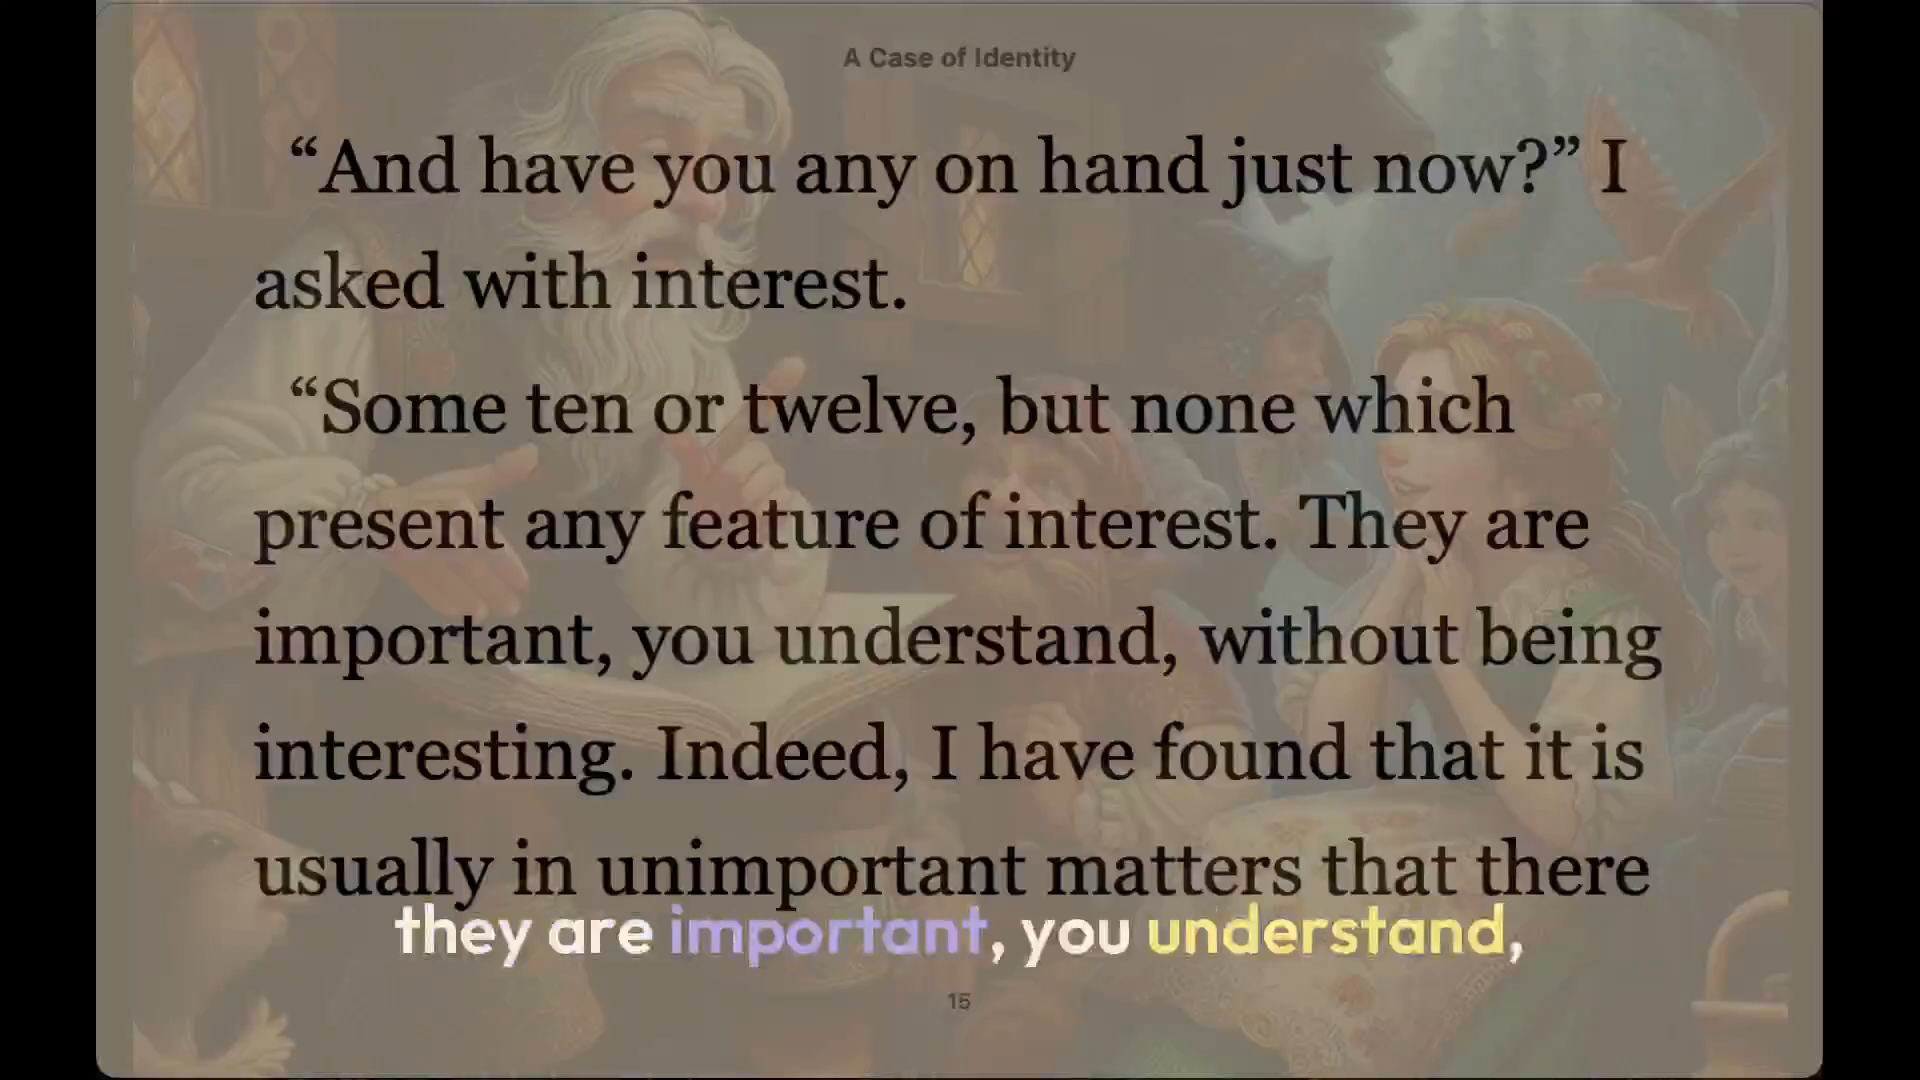 A Case of Identity
“And have you any on hand just now?” I
asked with interest.
“Some ten or twelve, but none which
present any feature of interest. They are
important, you understand, without being
interesting. Indeed, I have found that it is
usually in unimportant matters that there
they are important, you understand,
15